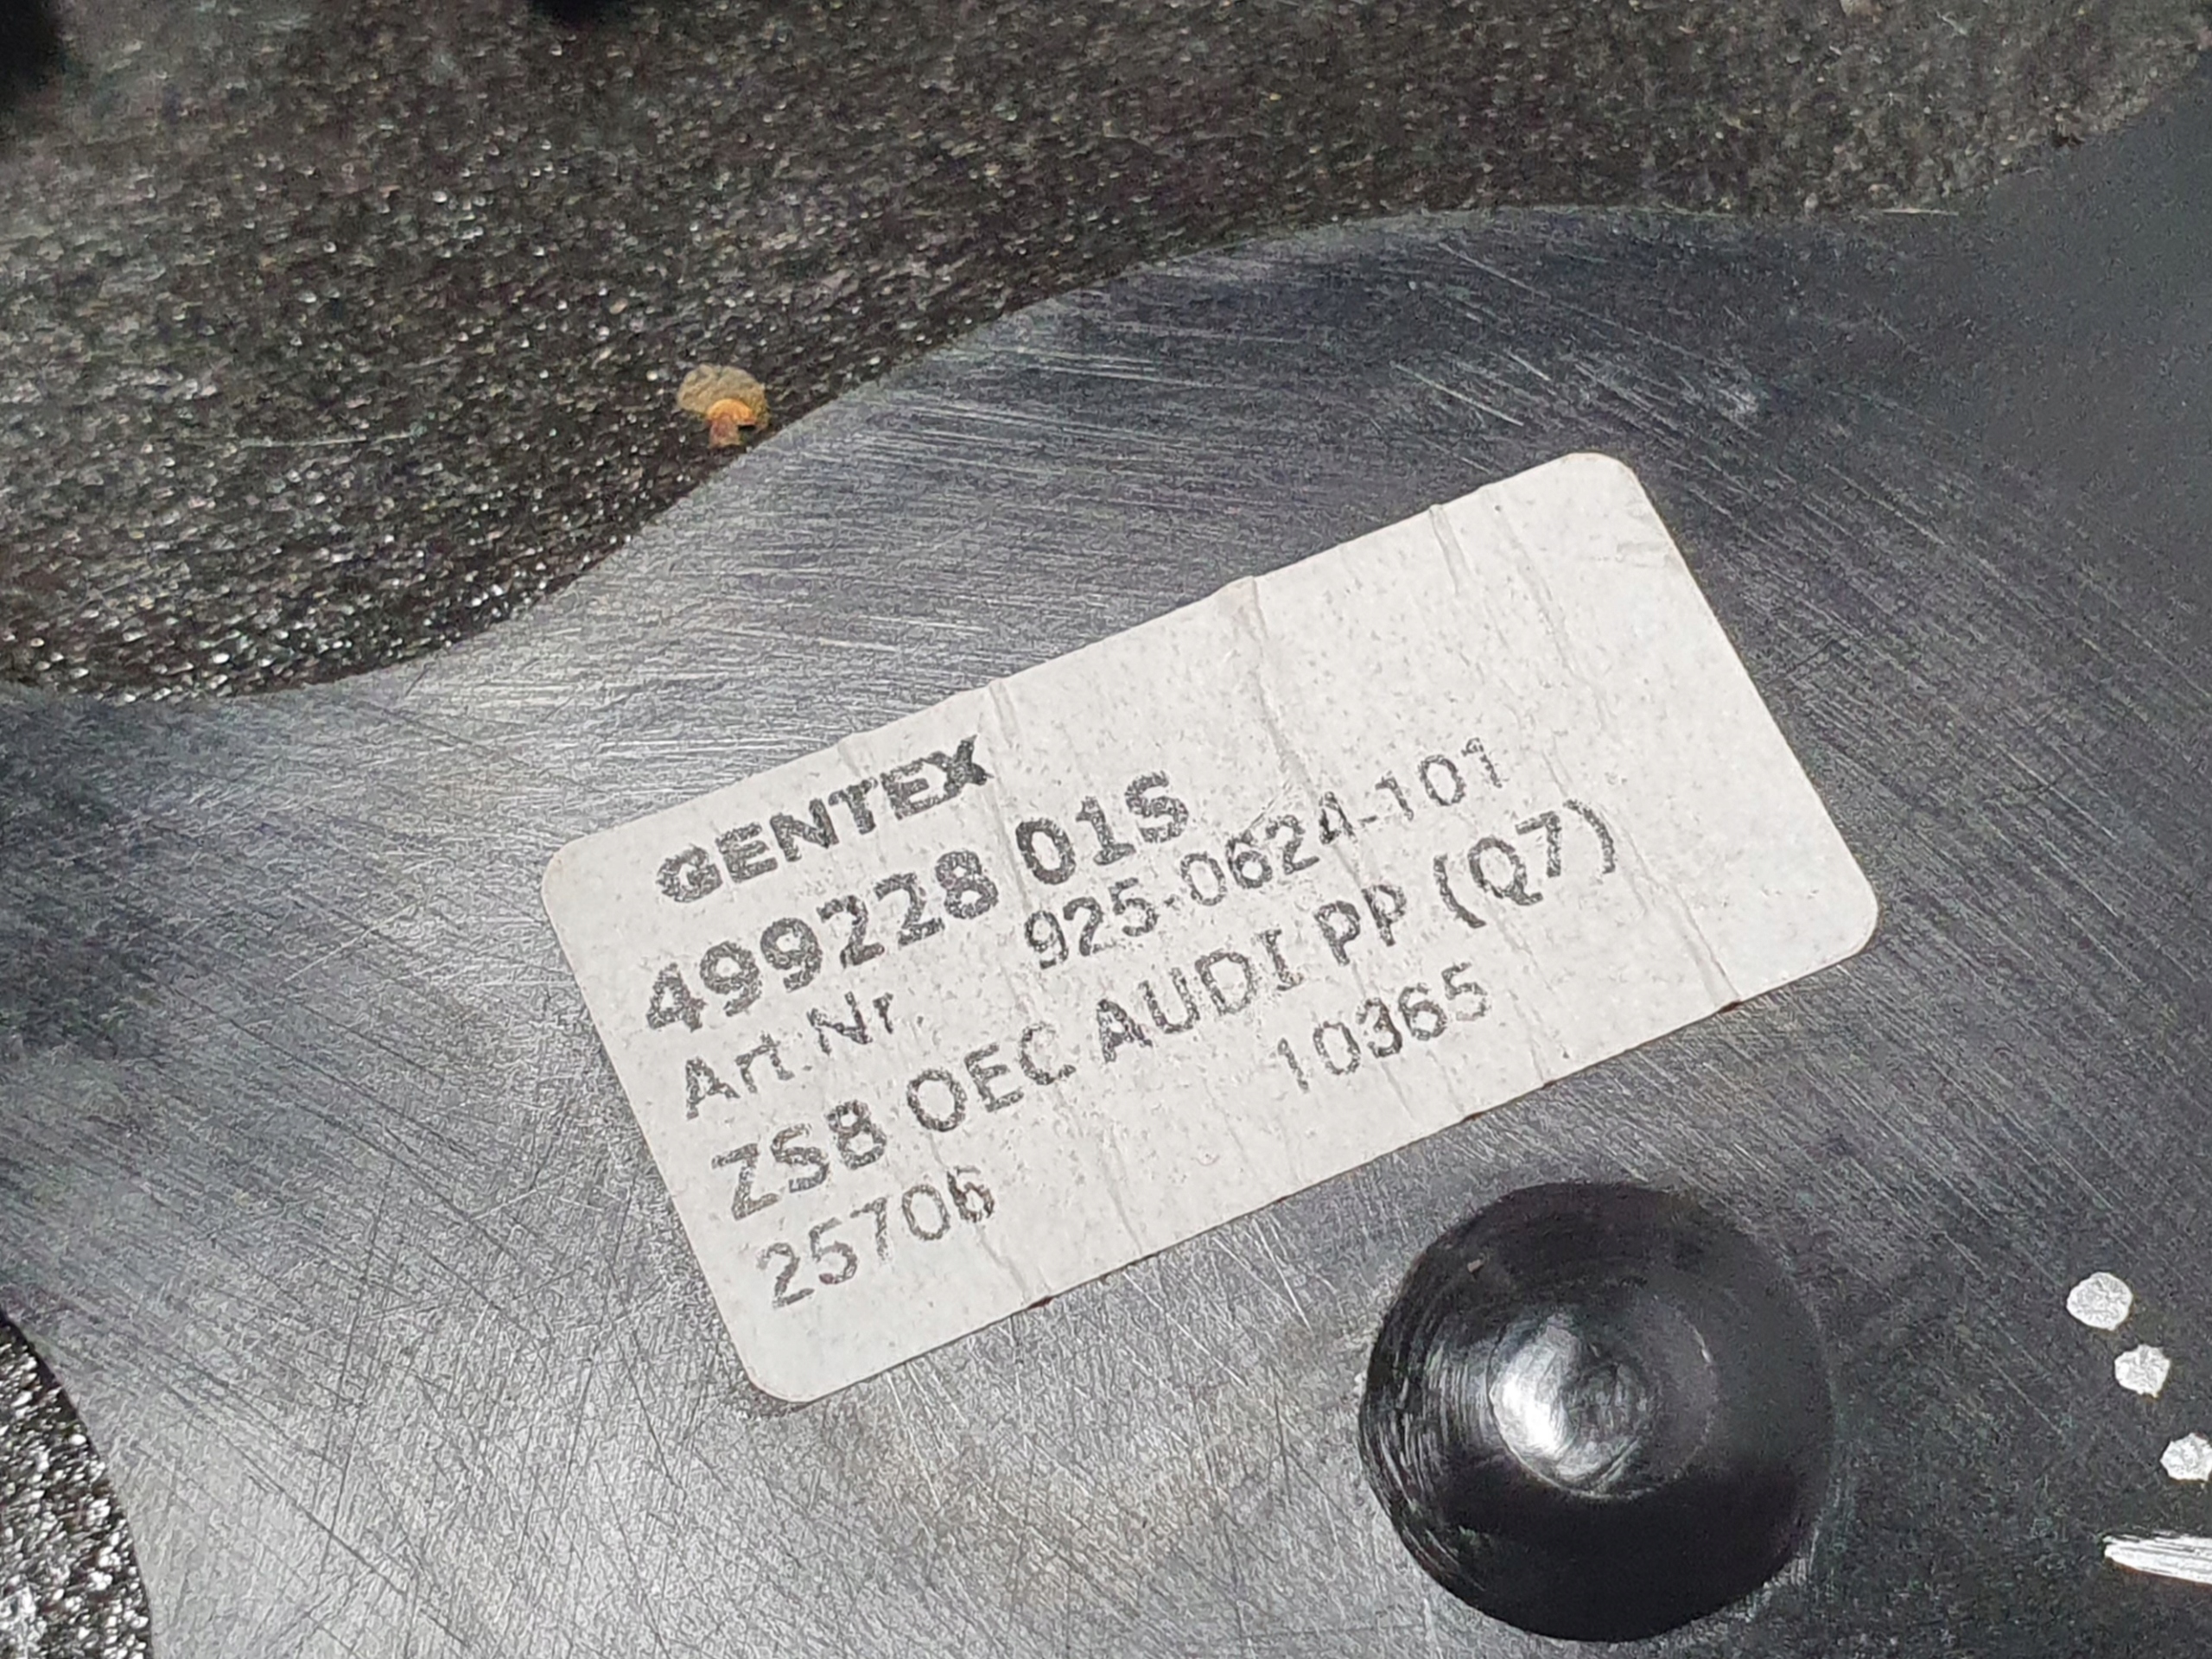 GENTEX
499228 01S
Art.Nr. 925-0624-101
ZS8 OEC AUDI PP (Q7)
25706 10365